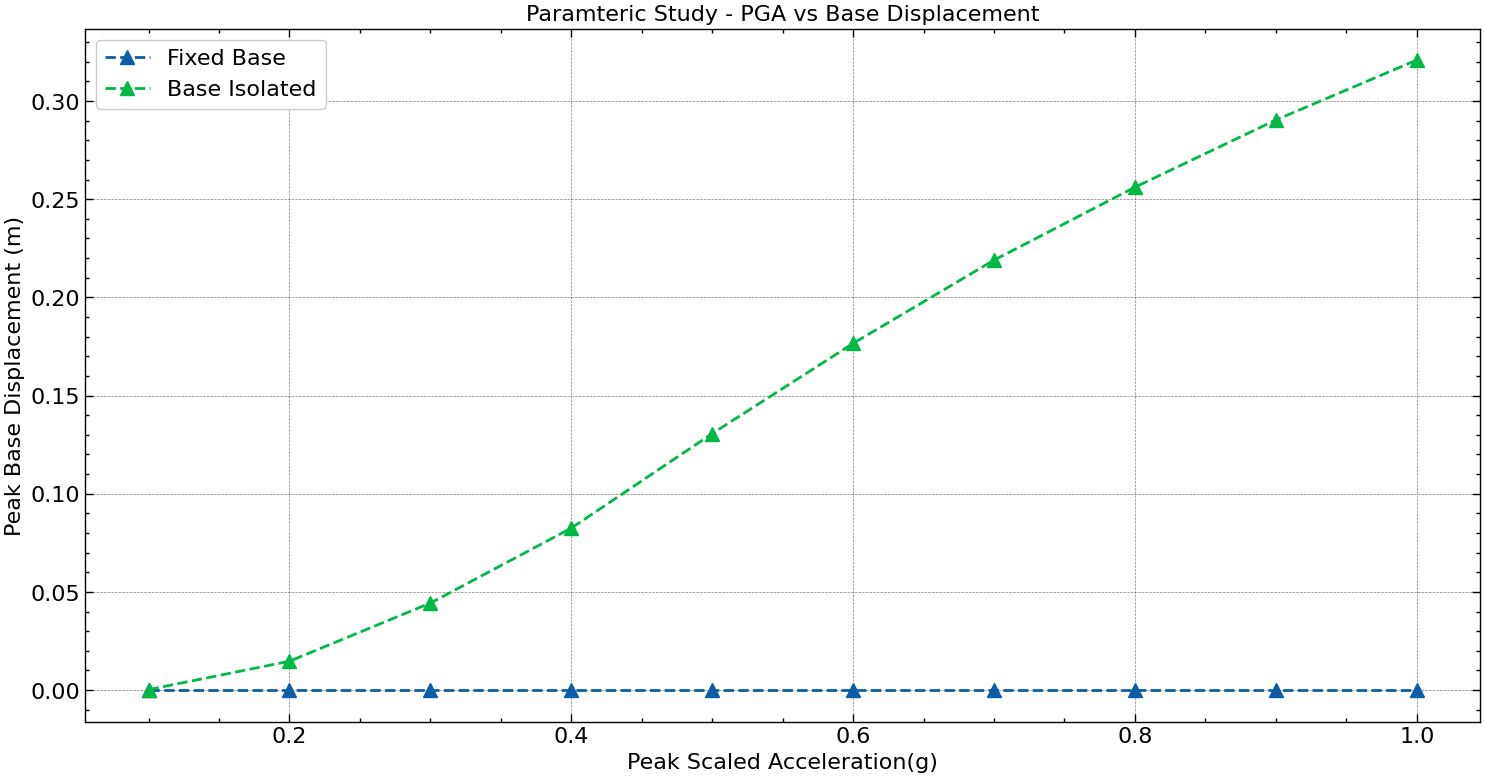 Paramteric Study - PGA vs Base Displacement
Fixed Base
Base Isolated
Peak Base Displacement (m)
0.30
0.25
0.20
0.15
0.10
0.05
0.00
0.2
0.4
0.6
0.8
1.0
Peak Scaled Acceleration(g)